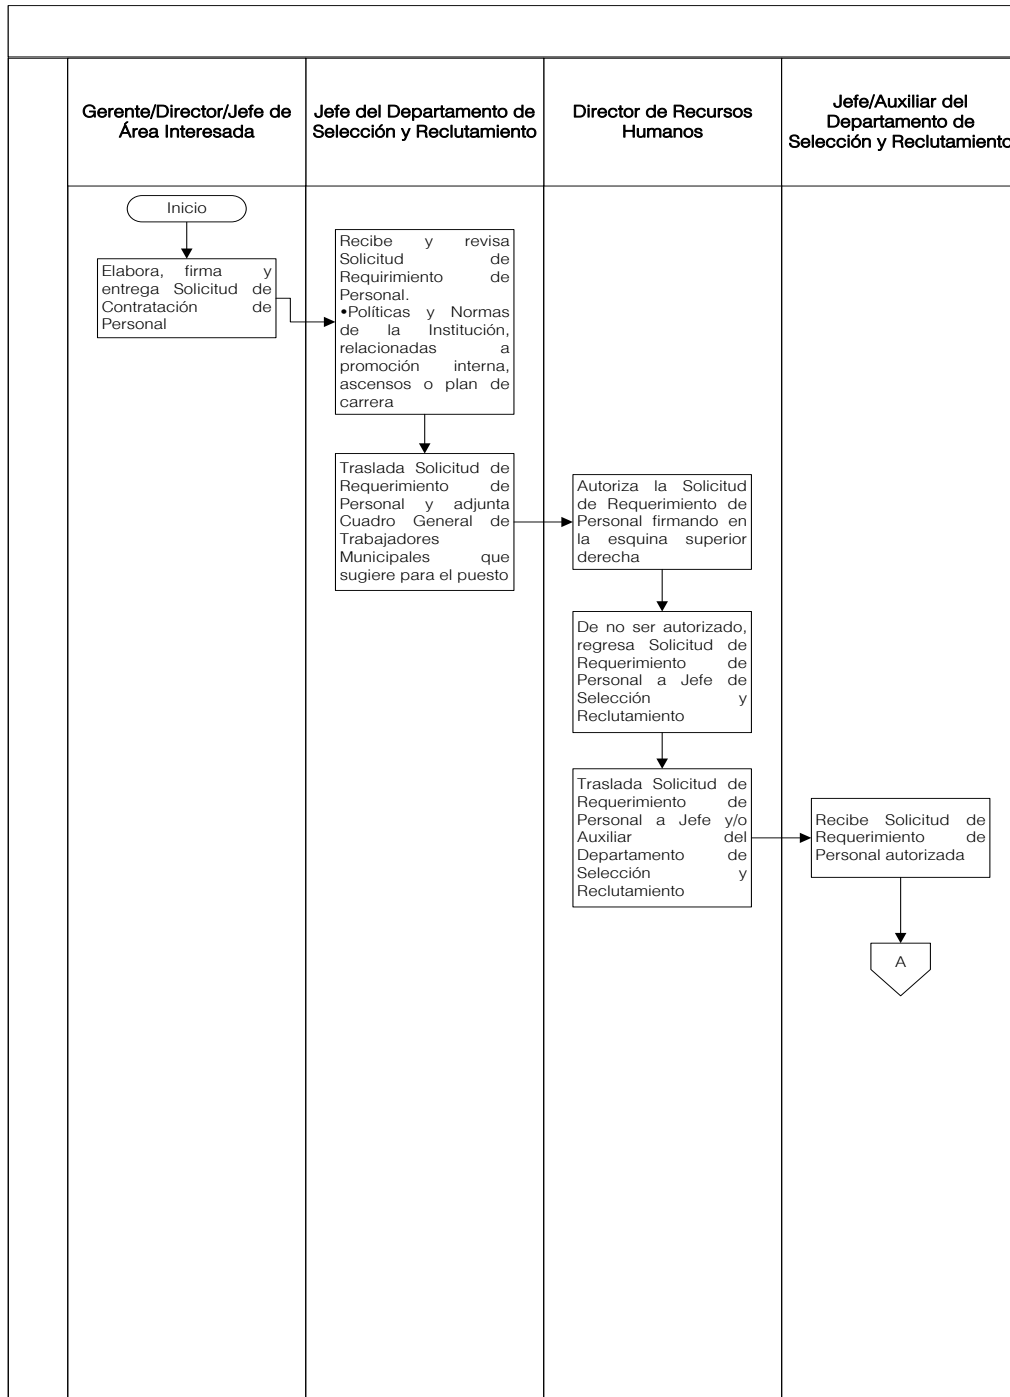 Gerente/Director/Jefe de
Área Interesada
Jefe del Departamento de
Selección y Reclutamiento
Director de Recursos
Humanos
Jefe/Auxiliar del
Departamento de
Selección y Reclutamiento
Inicio
Elabora, firma y
entrega Solicitud de
Contratación de
Personal
Recibe y revisa
Solicitud de
Requirimiento de
Personal.
•Políticas y Normas
de la Institución,
relacionadas a
promoción interna,
ascensos o plan de
carrera
Traslada Solicitud de
Requerimiento de
Personal y adjunta
Cuadro General de
Trabajadores
Municipales que
sugiere para el puesto
Autoriza la Solicitud
de Requerimiento de
Personal firmando en
la esquina superior
derecha
De no ser autorizado,
regresa Solicitud de
Requerimiento de
Personal a Jefe de
Selección y
Reclutamiento
Traslada Solicitud de
Requerimiento de
Personal a Jefe y/o
Auxiliar del
Departamento de
Selección y
Reclutamiento
Recibe Solicitud de
Requerimiento de
Personal autorizada
A